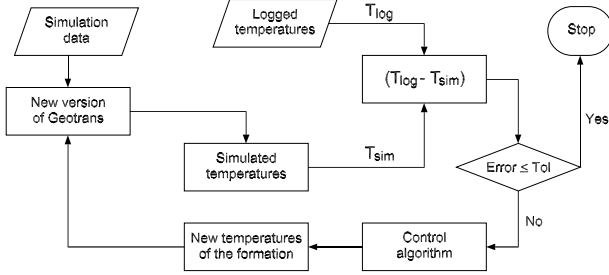 Simulation
data
Logged
temperatures
Tlog
Stop
New version
of Geotrans
(Tlog - Tsim)
Yes
Simulated
temperatures
Tsim
Error ≤ Tol
No
New temperatures
of the formation
Control
algorithm